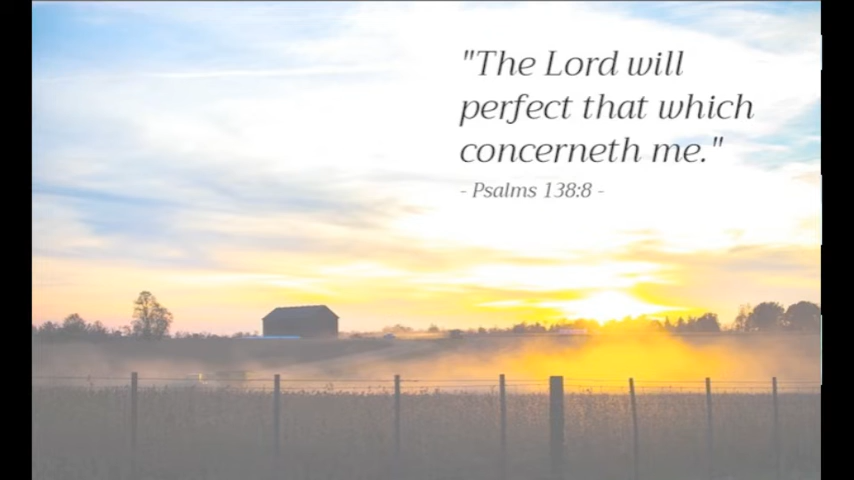 "The Lord will
perfect that which
concerneth me."
- Psalms 138:8 -